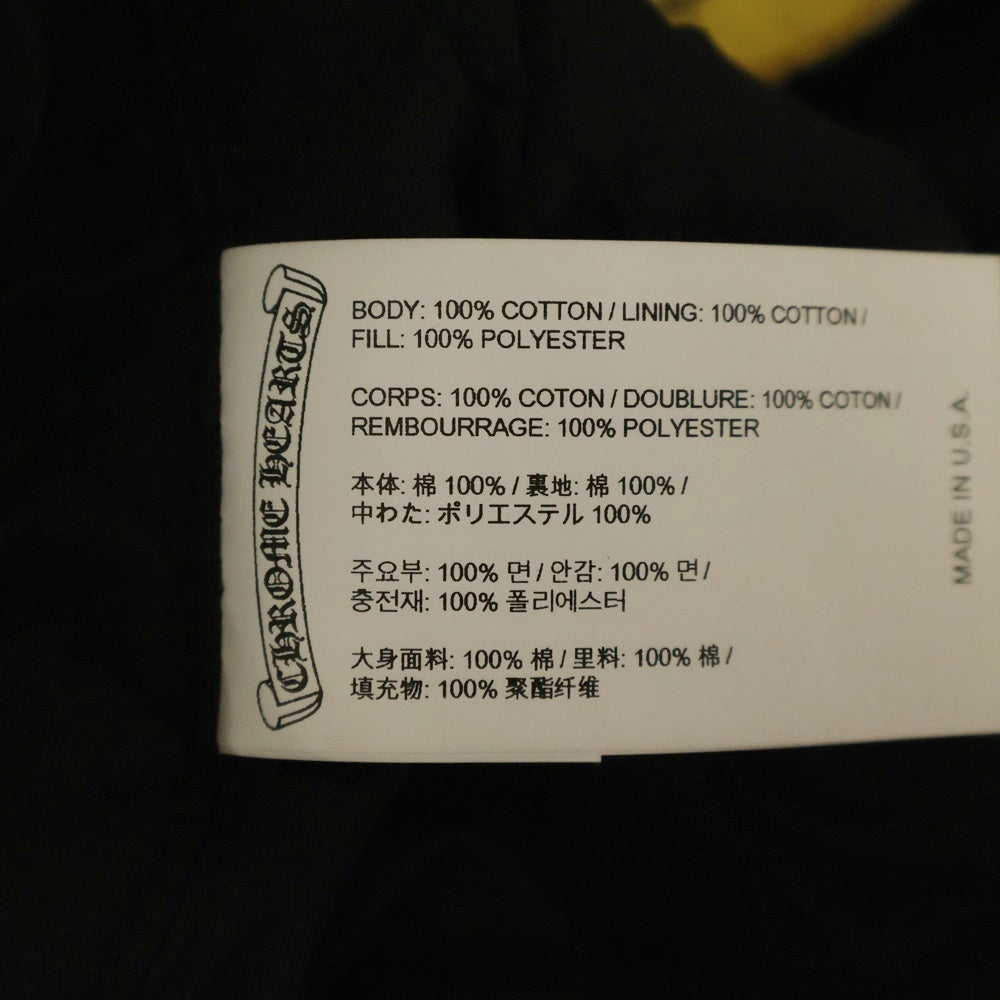 CHROME HEARTS
BODY: 100% COTTON / LINING: 100% COTTON /
FILL: 100% POLYESTER
CORPS: 100% COTON / DOUBLURE: 100% COTON /
REMBOURRAGE: 100% POLYESTER
本体: 棉 100% / 裏地: 棉 100% /
中わた: ポリエステル 100%
주요부: 100% 면 / 안감: 100% 면 /
충전재: 100% 폴리에스터
大身面料: 100% 棉 / 里料: 100% 棉 /
填充物: 100% 聚酯纤维
MADE IN U.S.A.